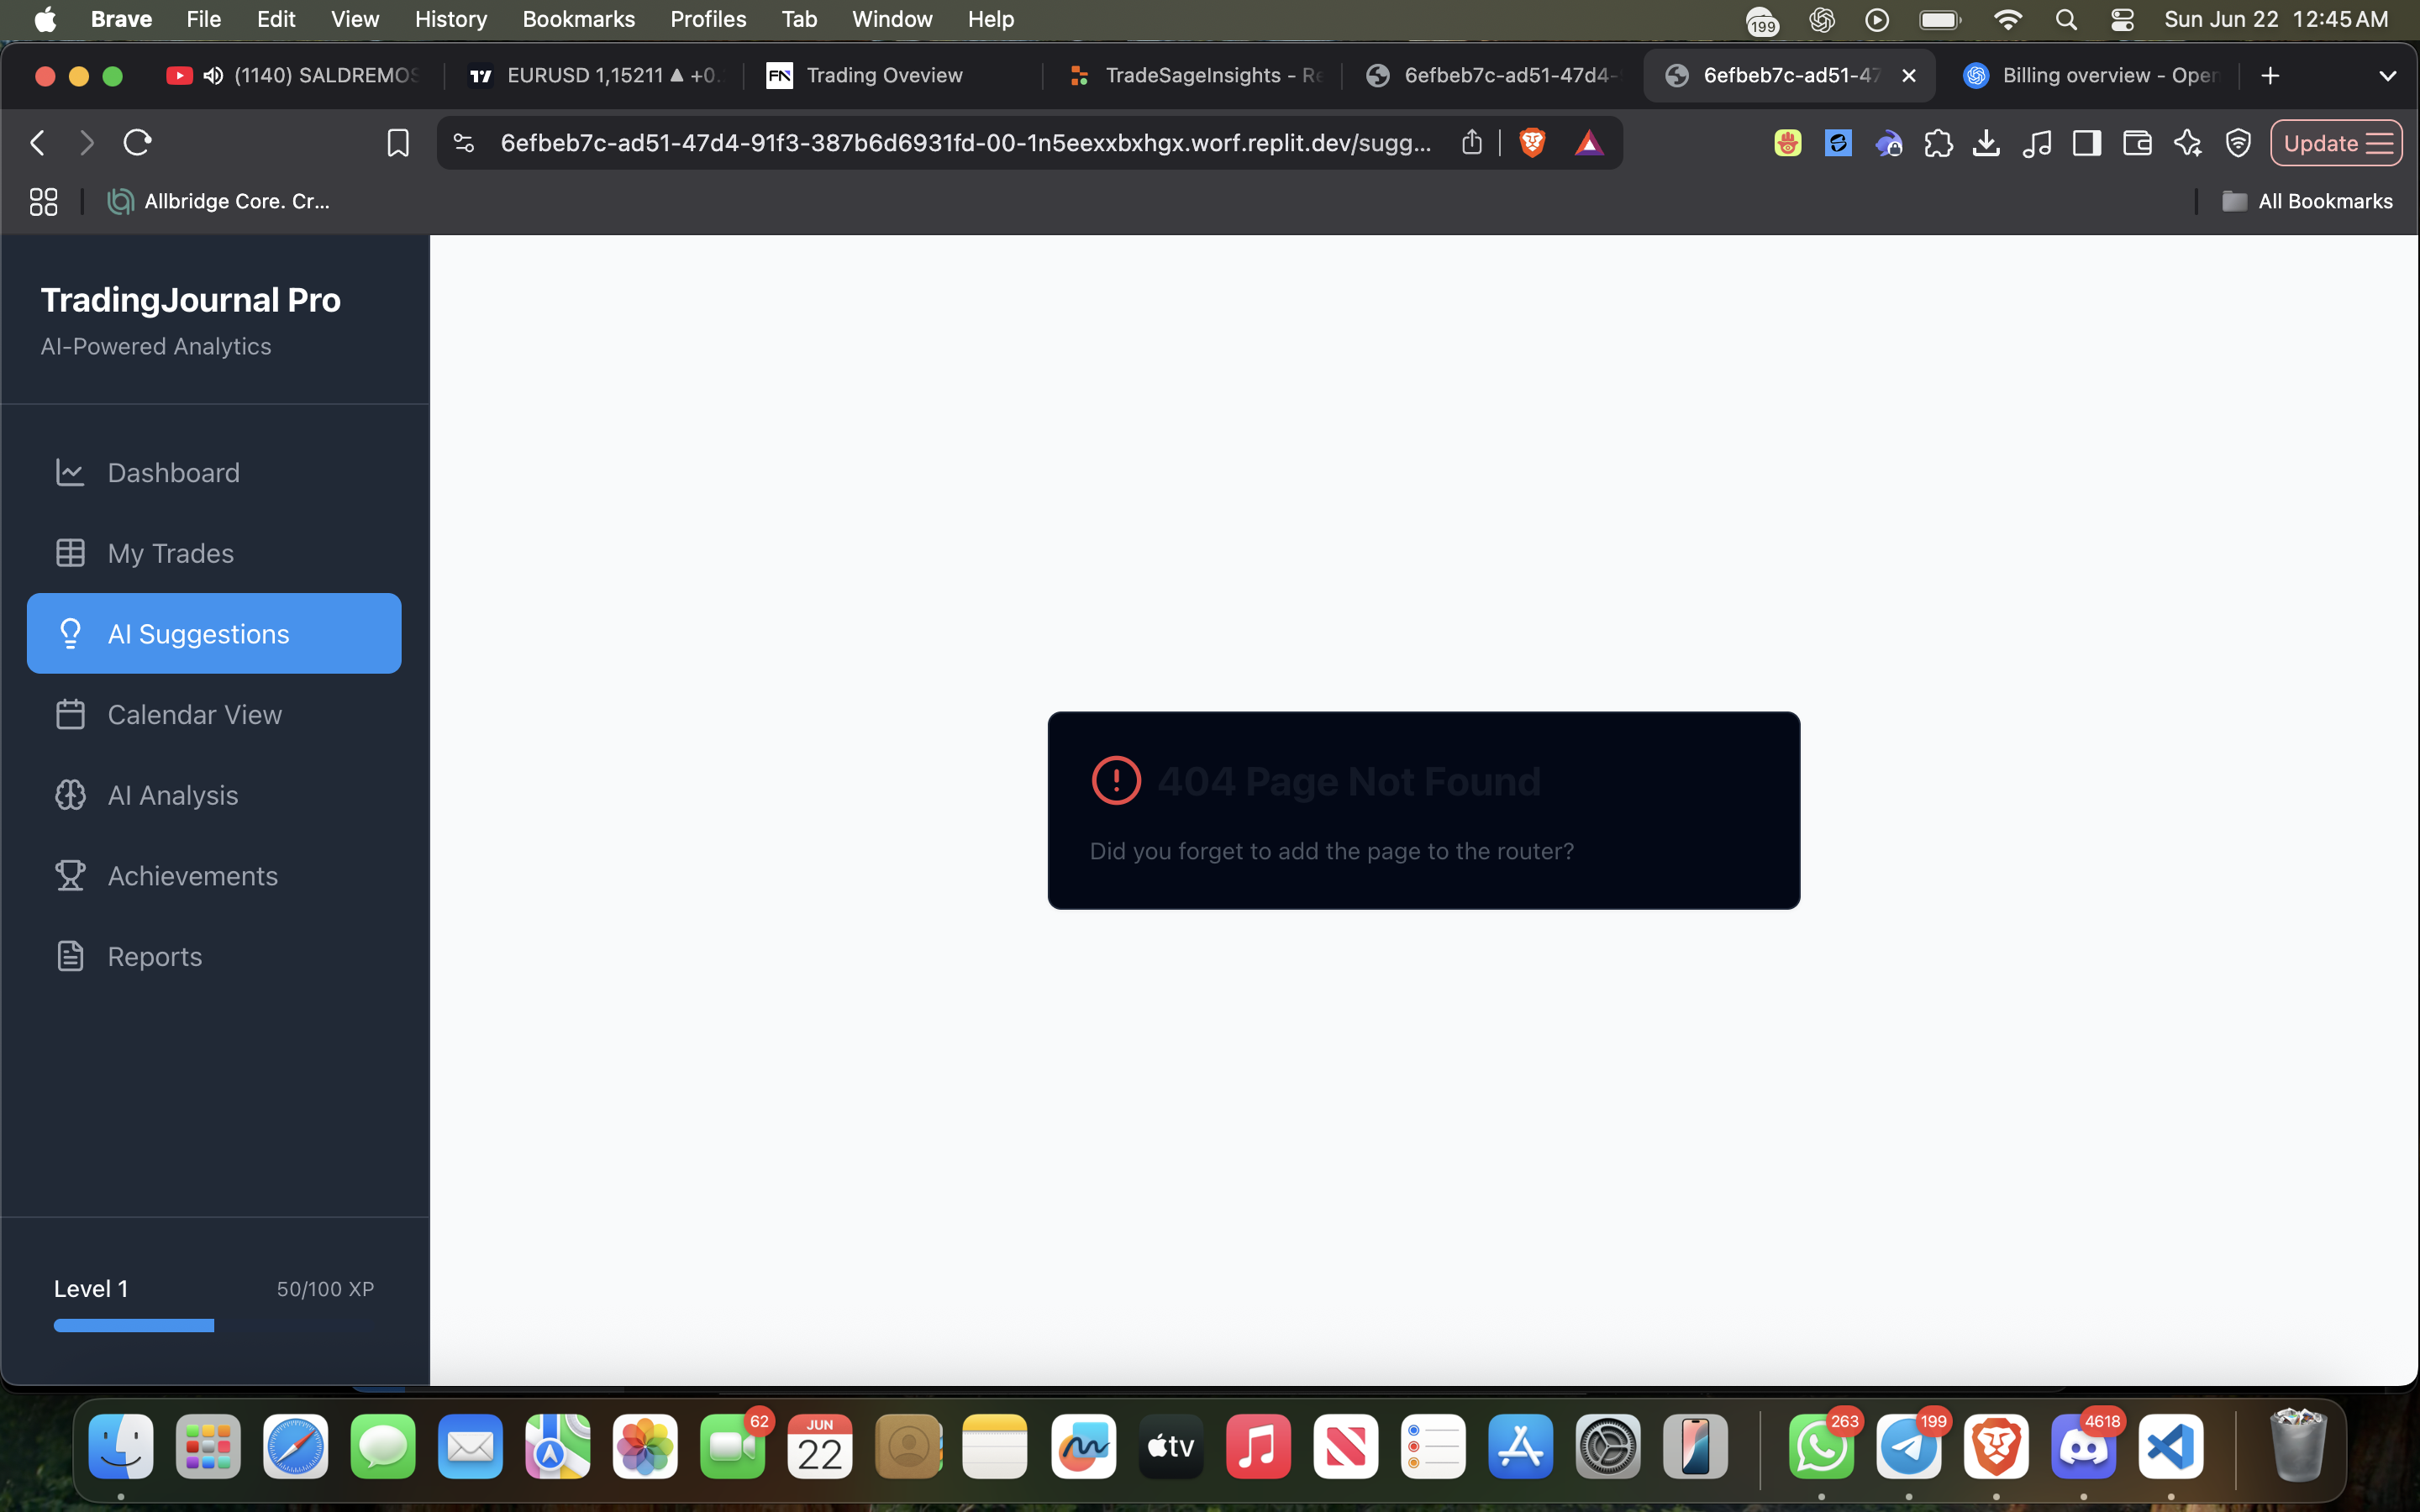 Brave File Edit View History Bookmarks Profiles Tab Window Help 199 Sun Jun 22 12:45 AM
(1140) SALDREMOS EURUSD 1,15211 ▲ +0. FN Trading Oveview TradeSageInsights - Re 6efbeb7c-ad51-47d4- 6efbeb7c-ad51-47 Billing overview - Open
6efbeb7c-ad51-47d4-91f3-387b6d6931fd-00-1n5eexxbxhgx.worf.replit.dev/sugg... Update
Allbridge Core. Cr... All Bookmarks
TradingJournal Pro
AI-Powered Analytics
Dashboard
My Trades
AI Suggestions
Calendar View
AI Analysis
Achievements
Reports
404 Page Not Found
Did you forget to add the page to the router?
Level 1 50/100 XP
62 JUN 22 tv 263 199 4618